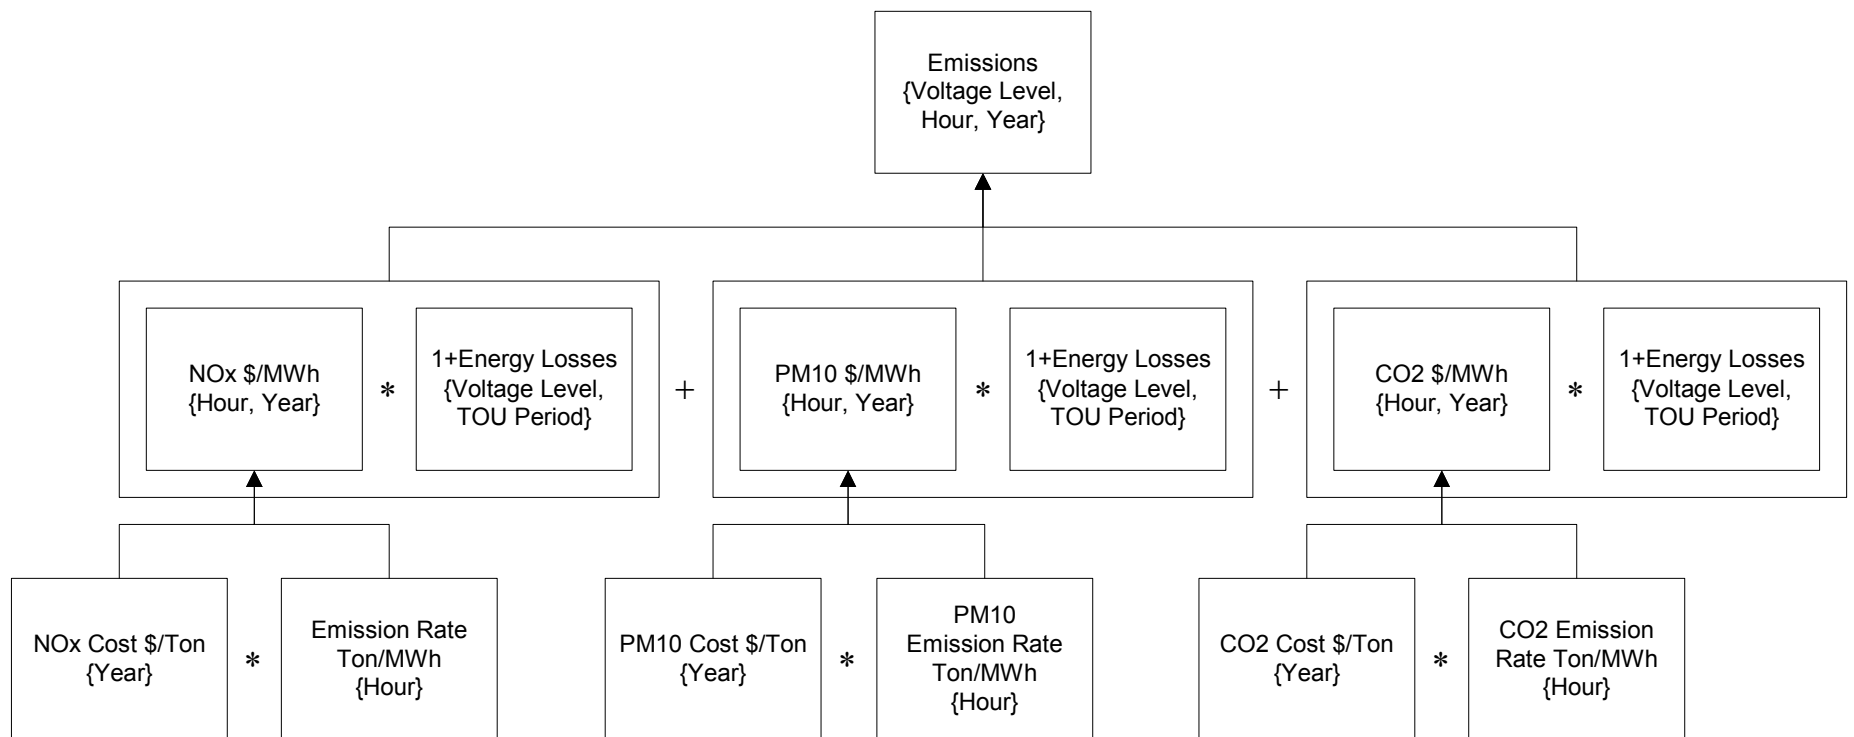 Emissions
{Voltage Level,
Hour, Year}
NOx $/MWh
{Hour, Year}
*
1+Energy Losses
{Voltage Level,
TOU Period}
+
PM10 $/MWh
{Hour, Year}
*
1+Energy Losses
{Voltage Level,
TOU Period}
+
CO2 $/MWh
{Hour, Year}
*
1+Energy Losses
{Voltage Level,
TOU Period}
NOx Cost $/Ton
{Year}
*
Emission Rate
Ton/MWh
{Hour}
PM10 Cost $/Ton
{Year}
*
PM10
Emission Rate
Ton/MWh
{Hour}
CO2 Cost $/Ton
{Year}
*
CO2 Emission
Rate Ton/MWh
{Hour}